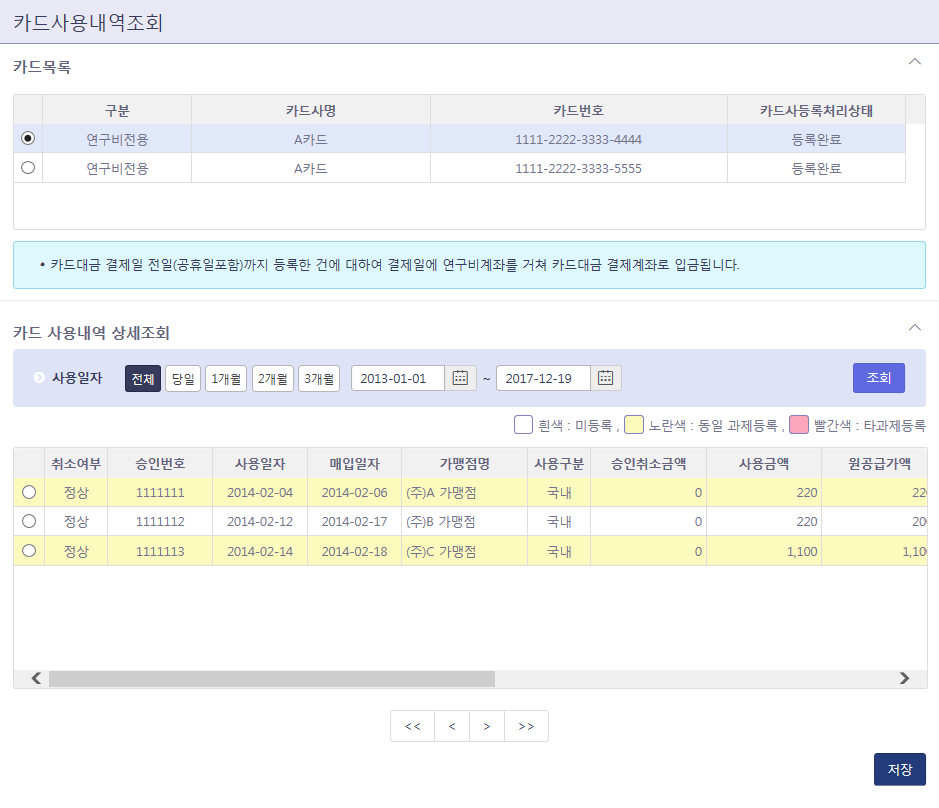 카드사용내역조회
카드목록
구분 카드사명 카드번호 카드사등록처리상태
연구비전용 A카드 1111-2222-3333-4444 등록완료
연구비전용 A카드 1111-2222-3333-5555 등록완료
• 카드대금 결제일 전일(공휴일포함)까지 등록한 건에 대하여 결제일에 연구비계좌를 거쳐 카드대금 결제계좌로 입금됩니다.
카드 사용내역 상세조회
사용일자 전체 당일 1개월 2개월 3개월 2013-01-01 ~ 2017-12-19 조회
흰색 : 미등록 , 노란색 : 동일 과제등록 , 빨간색 : 타과제등록
취소여부 승인번호 사용일자 매입일자 가맹점명 사용구분 승인취소금액 사용금액 원공급가액
정상 1111111 2014-02-04 2014-02-06 (주)A 가맹점 국내 0 220
정상 1111112 2014-02-12 2014-02-17 (주)B 가맹점 국내 0 220
정상 1111113 2014-02-14 2014-02-18 (주)C 가맹점 국내 0 1,100
<< < > >>
저장